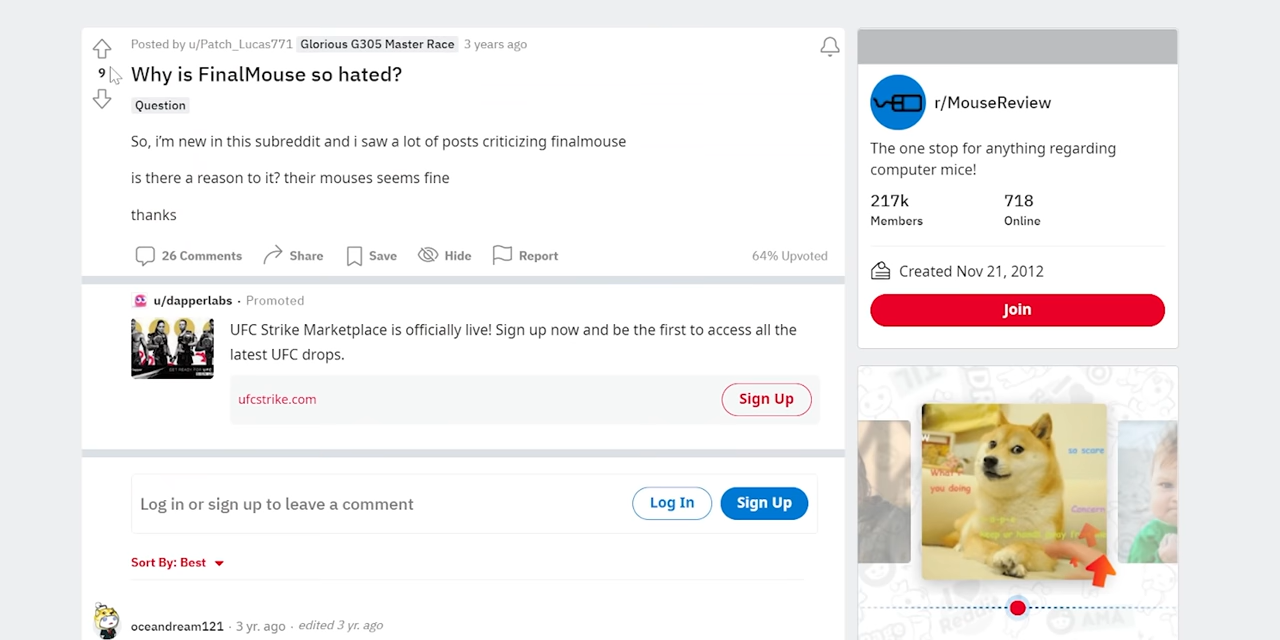 Posted by u/Patch_Lucas771 Glorious G305 Master Race 3 years ago
9
Why is FinalMouse so hated?
Question
So, i'm new in this subreddit and i saw a lot of posts criticizing finalmouse
is there a reason to it? their mouses seems fine
thanks
26 Comments Share Save Hide Report 64% Upvoted
u/dapperlabs · Promoted
UFC Strike Marketplace is officially live! Sign up now and be the first to access all the
latest UFC drops.
ufcstrike.com Sign Up
Log in or sign up to leave a comment Log In Sign Up
Sort By: Best
oceandream121 · 3 yr. ago · edited 3 yr. ago
r/MouseReview
The one stop for anything regarding
computer mice!
217k 718
Members Online
Created Nov 21, 2012
Join
so scare
What
you doing
Concern